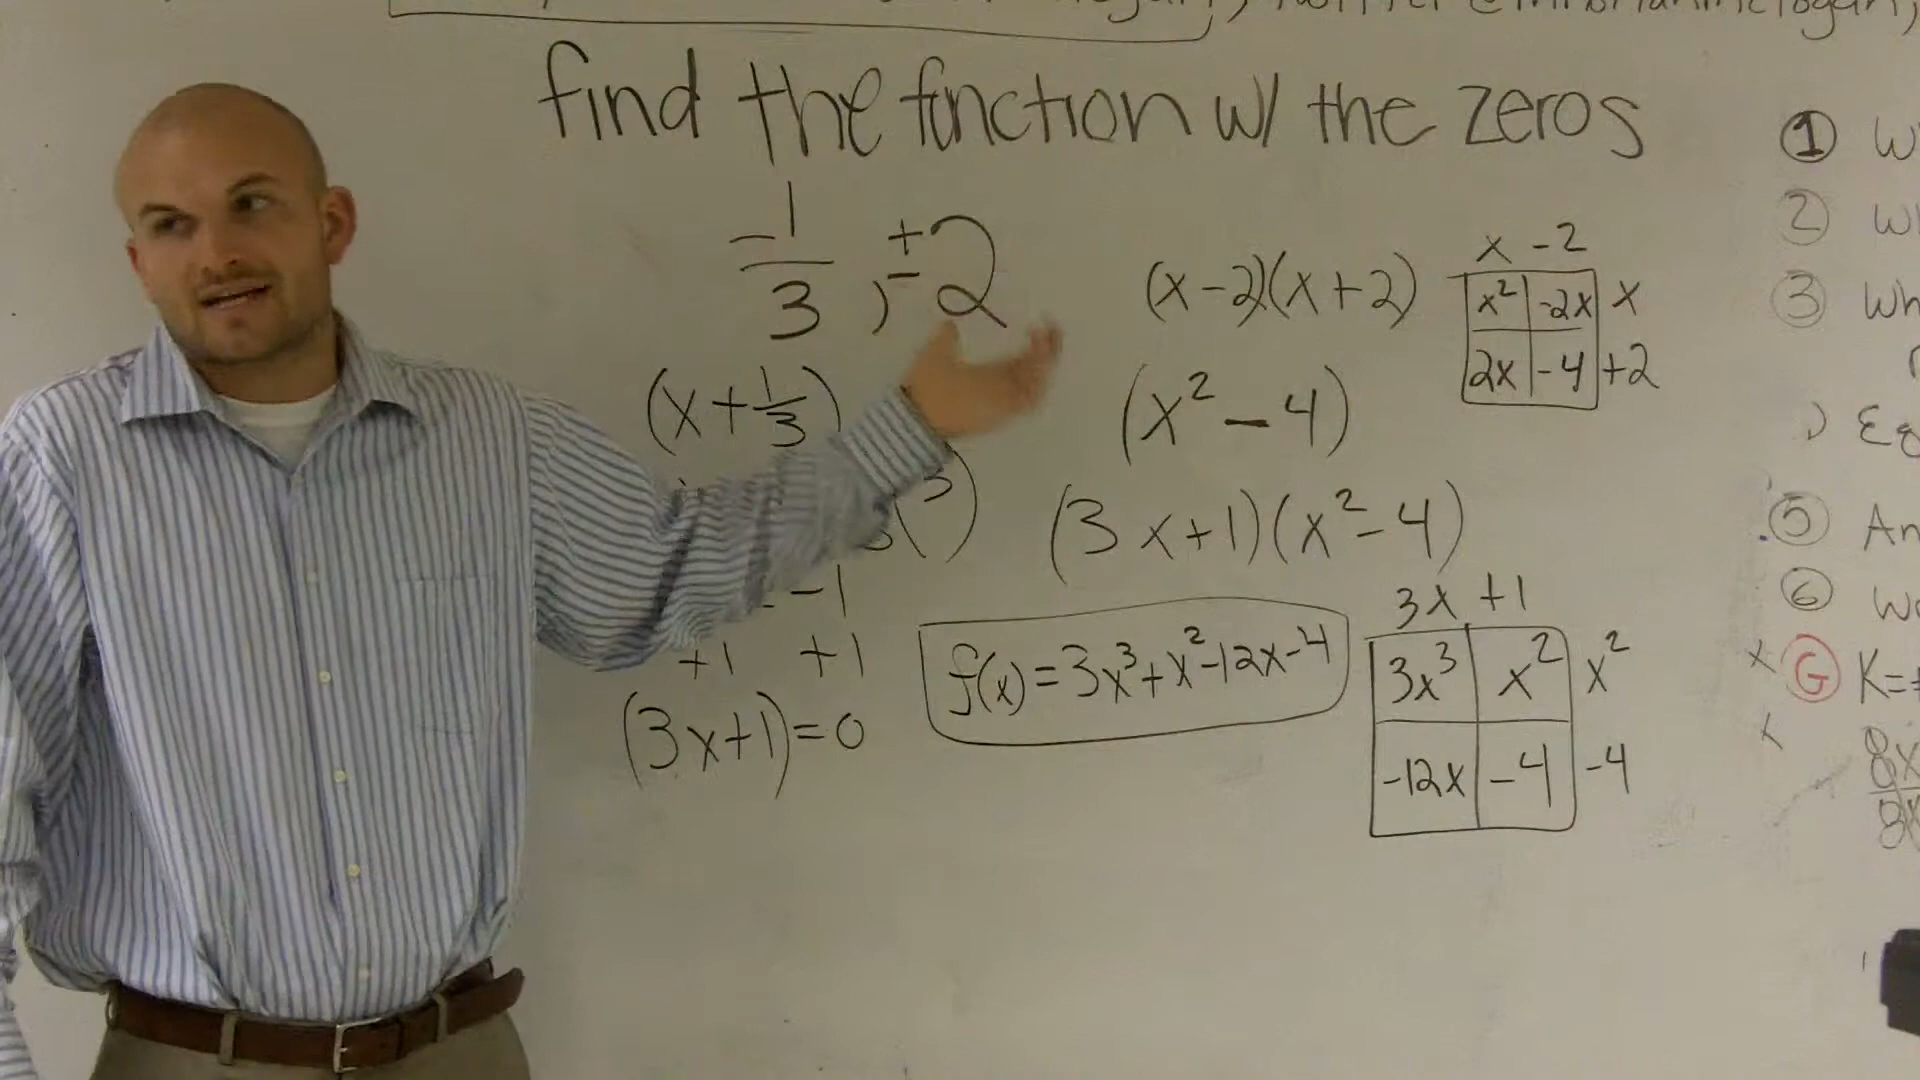 find the function w/ the zeros
-1/3, ±2
(x-2)(x+2)
x -2
x² -2x x
2x -4 +2
(x+1/3)
(x²-4)
(3x+1)(x²-4)
-1
+1 +1
(3x+1)=0
f(x)=3x³+x²-12x-4
3x +1
3x³ x² x²
-12x -4 -4
1
2
3 Wh
5 An
6
G K=
8x